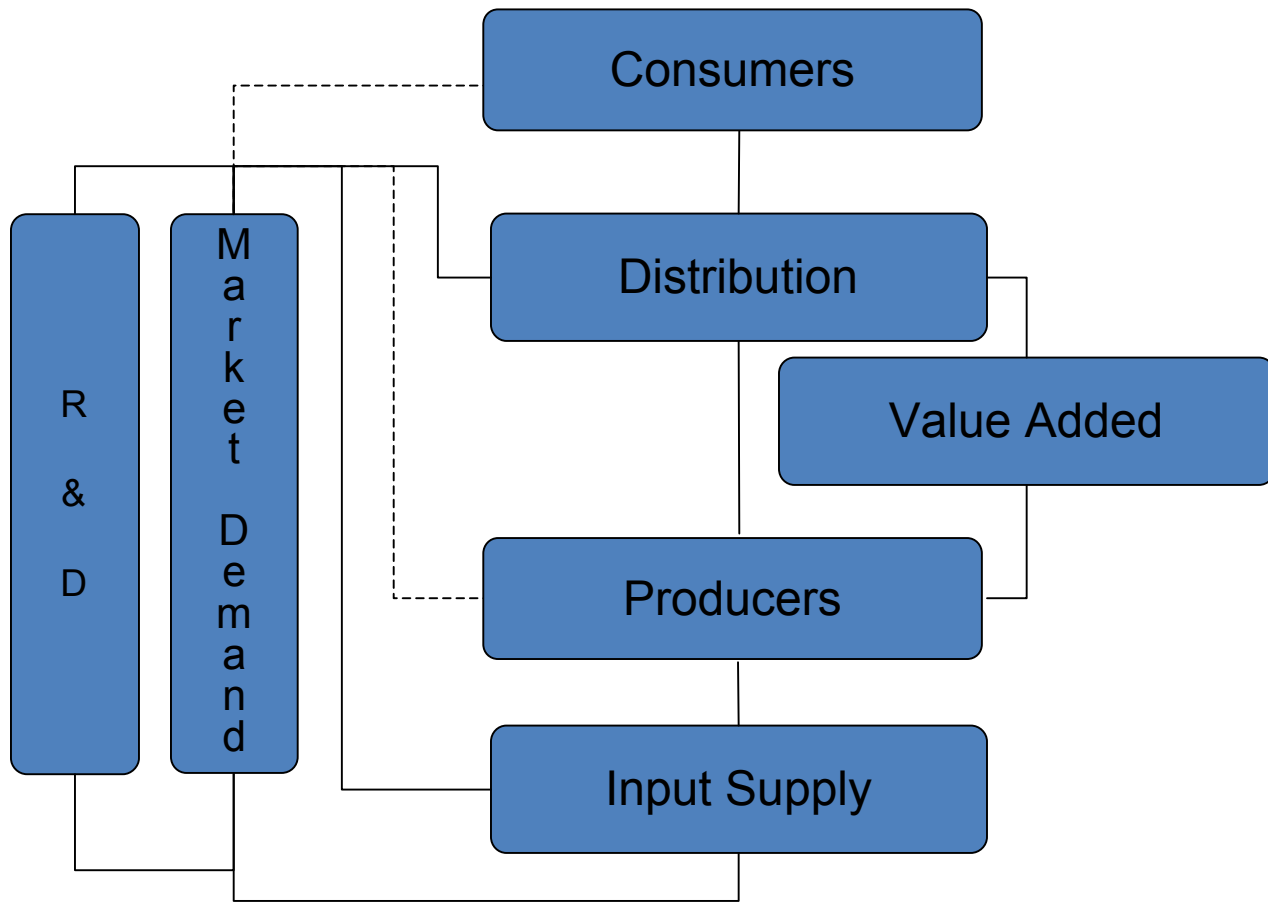 Consumers
Distribution
Value Added
Producers
Input Supply
R & D
Market Demand